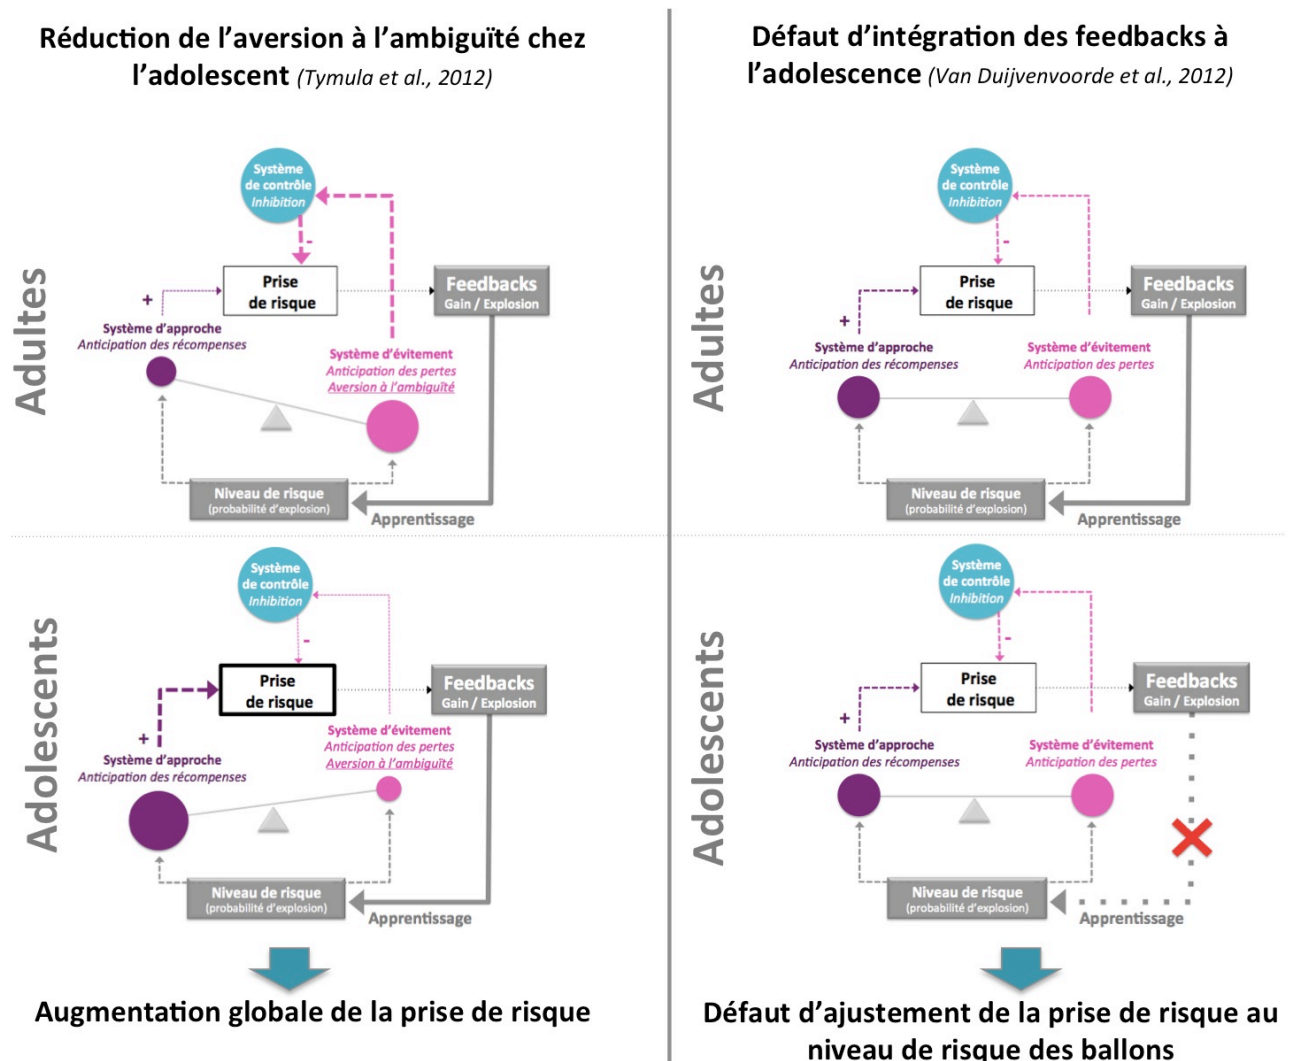 Réduction de l'aversion à l'ambiguïté chez
l'adolescent (Tymula et al., 2012)
Adultes
Système
de contrôle
Inhibition
-
Prise
de risque
Feedbacks
Gain / Explosion
+
Système d'approche
Anticipation des récompenses
Système d'évitement
Anticipation des pertes
Aversion à l'ambiguïté
Niveau de risque
(probabilité d'explosion)
Apprentissage
Adolescents
Système
de contrôle
Inhibition
-
Prise
de risque
Feedbacks
Gain / Explosion
+
Système d'approche
Anticipation des récompenses
Système d'évitement
Anticipation des pertes
Aversion à l'ambiguïté
Niveau de risque
(probabilité d'explosion)
Apprentissage
Augmentation globale de la prise de risque
Défaut d'intégration des feedbacks à
l'adolescence (Van Duijvenvoorde et al., 2012)
Adultes
Système
de contrôle
Inhibition
-
Prise
de risque
Feedbacks
Gain / Explosion
+
Système d'approche
Anticipation des récompenses
Système d'évitement
Anticipation des pertes
Niveau de risque
(probabilité d'explosion)
Apprentissage
Adolescents
Système
de contrôle
Inhibition
-
Prise
de risque
Feedbacks
Gain / Explosion
+
Système d'approche
Anticipation des récompenses
Système d'évitement
Anticipation des pertes
Niveau de risque
(probabilité d'explosion)
Apprentissage
Défaut d'ajustement de la prise de risque au
niveau de risque des ballons